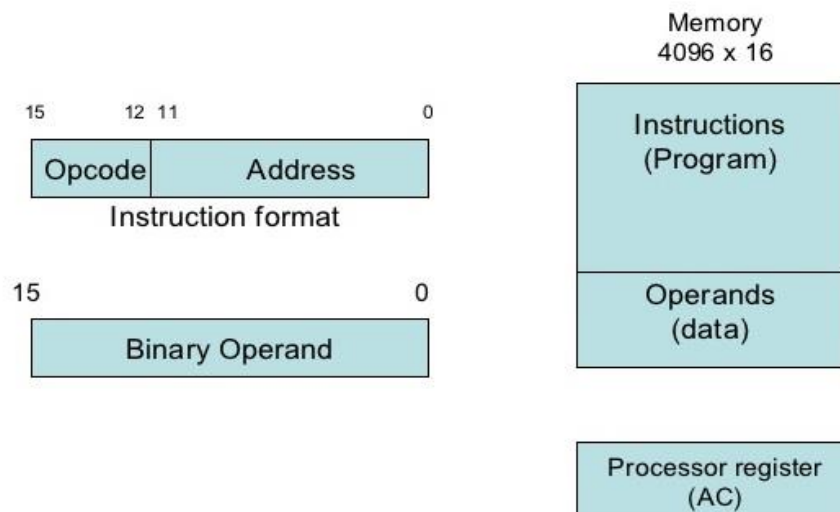 Memory
4096 x 16
15 12 11 0
Opcode Address
Instruction format
15 0
Binary Operand
Instructions
(Program)
Operands
(data)
Processor register
(AC)